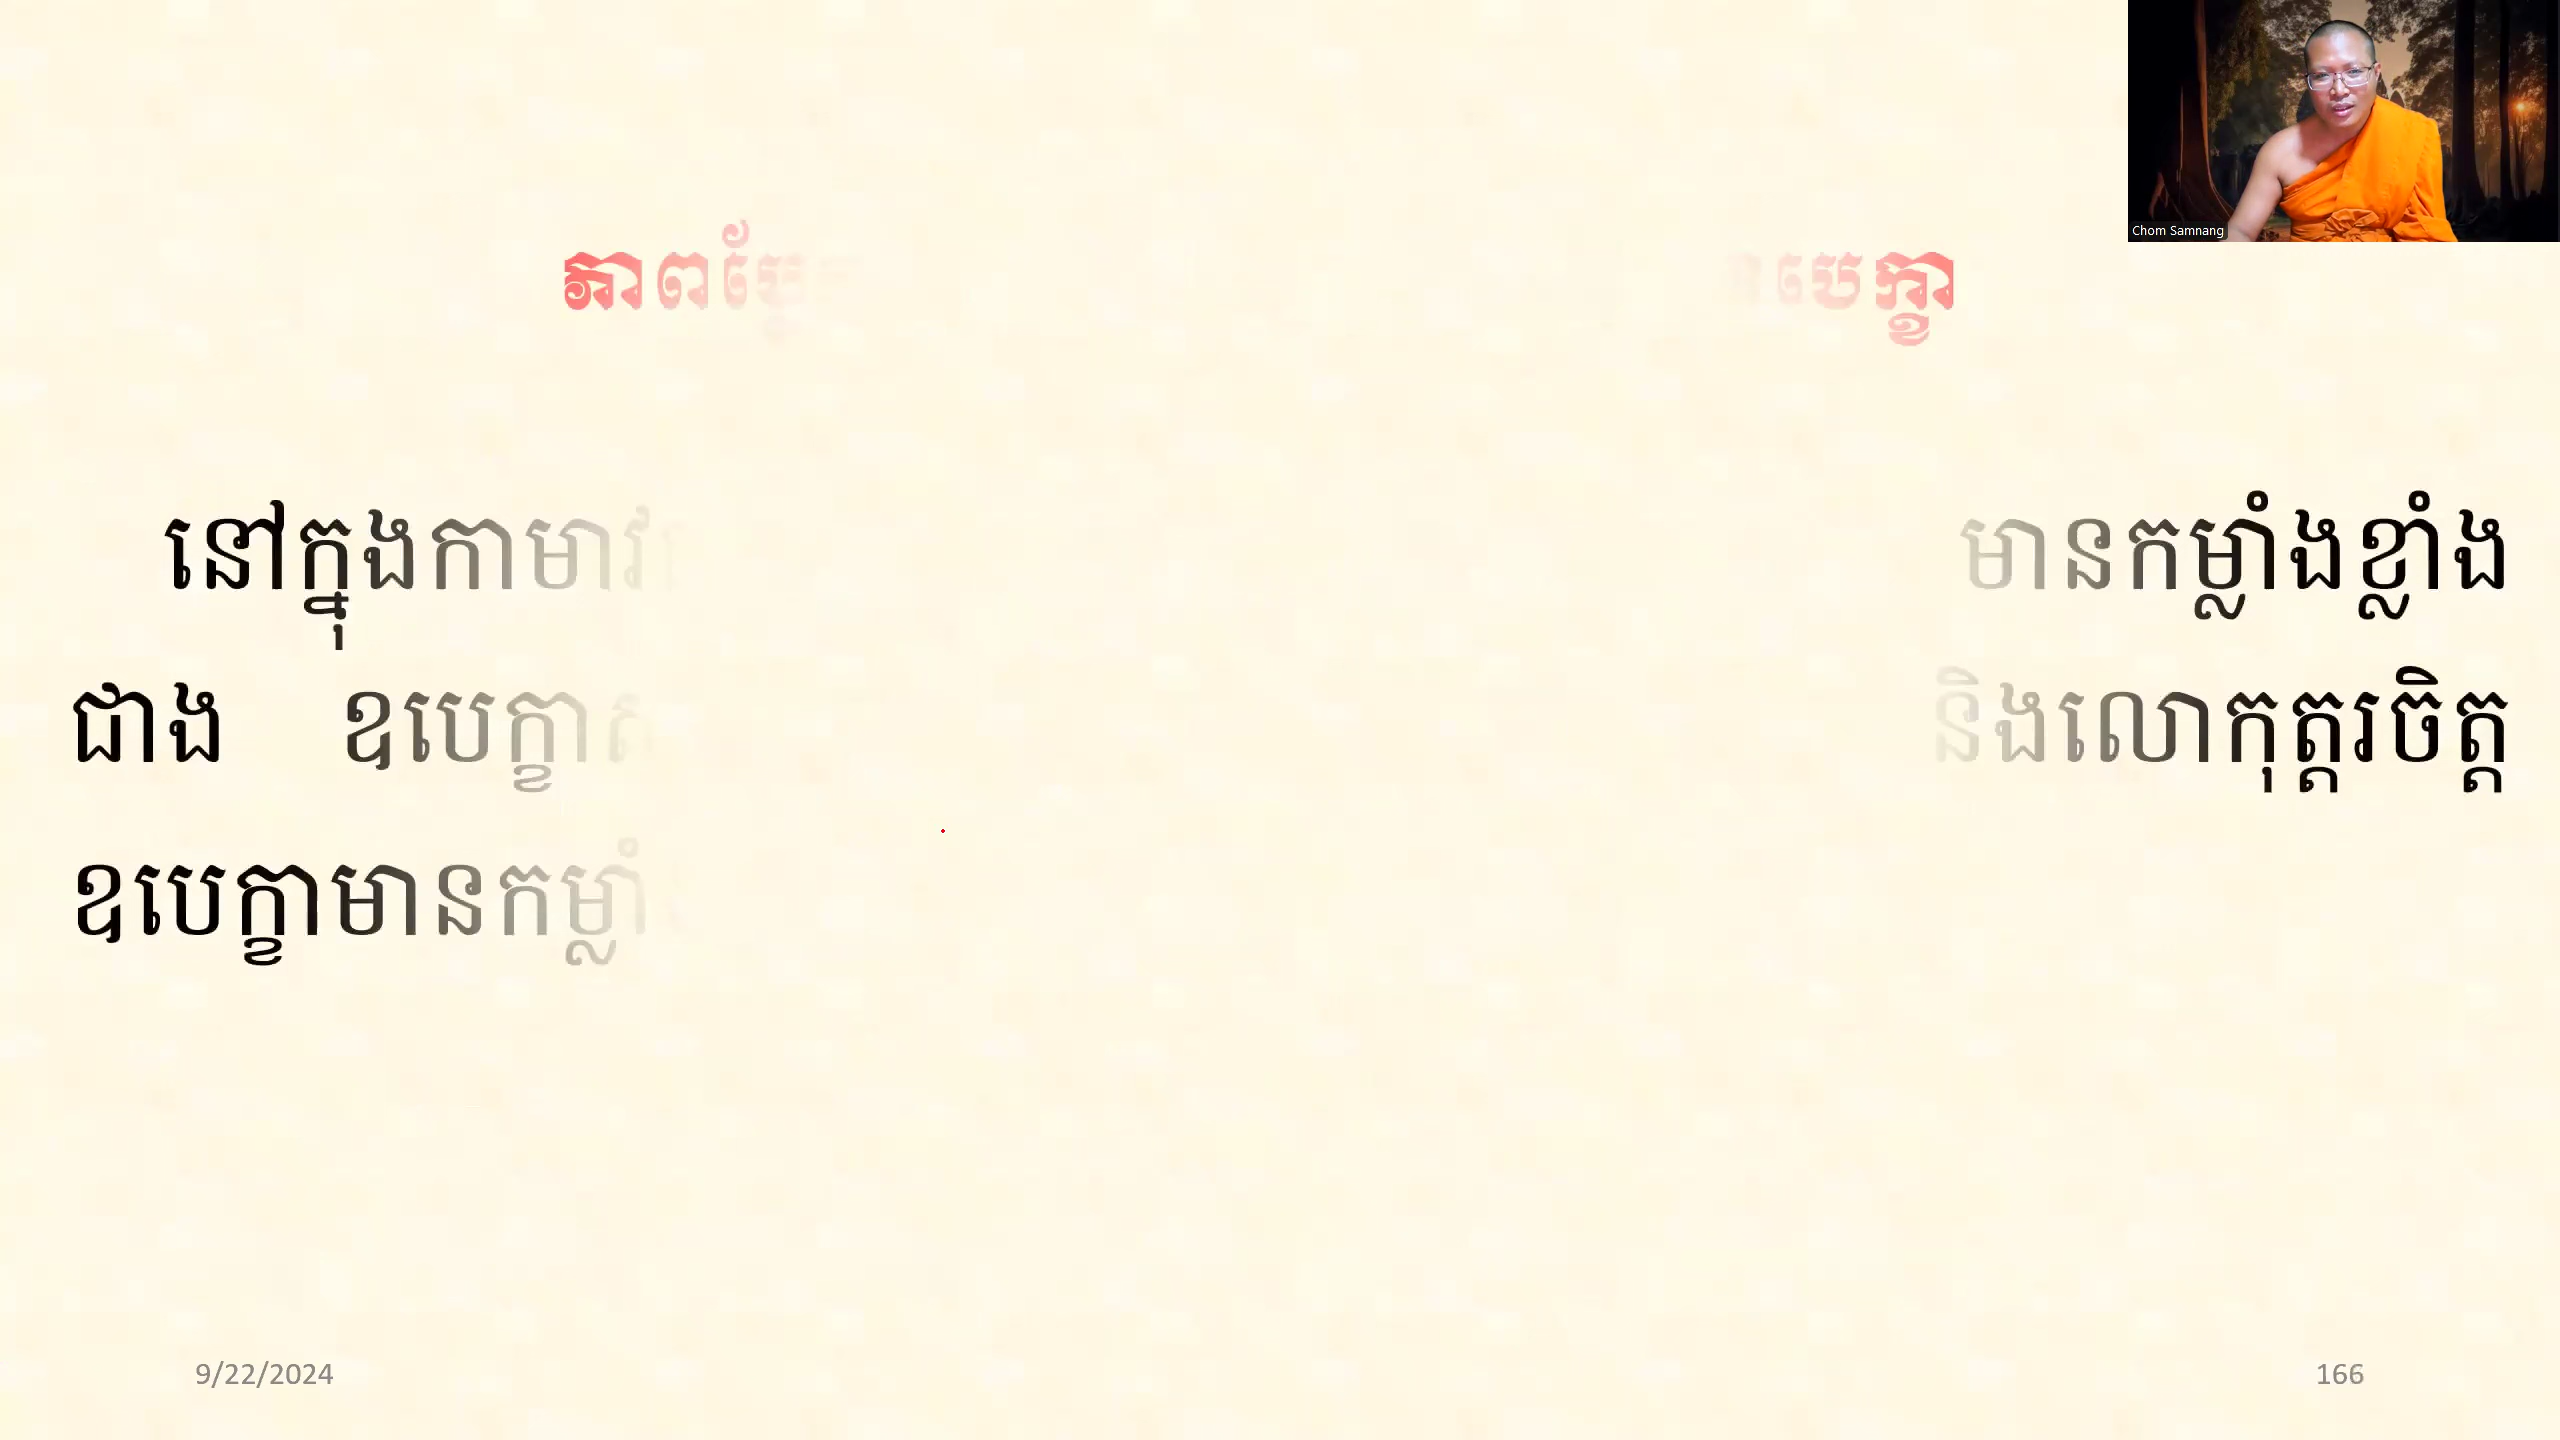 Chom Samnang
ភាព បេក្ខា
នៅក្នុងកាមាវ មានកម្លាំងខ្លាំង
ជាង ឧបេក្ខា និងលោកុត្តរចិត្ត
ឧបេក្ខាមានកម្លាំ
9/22/2024 166